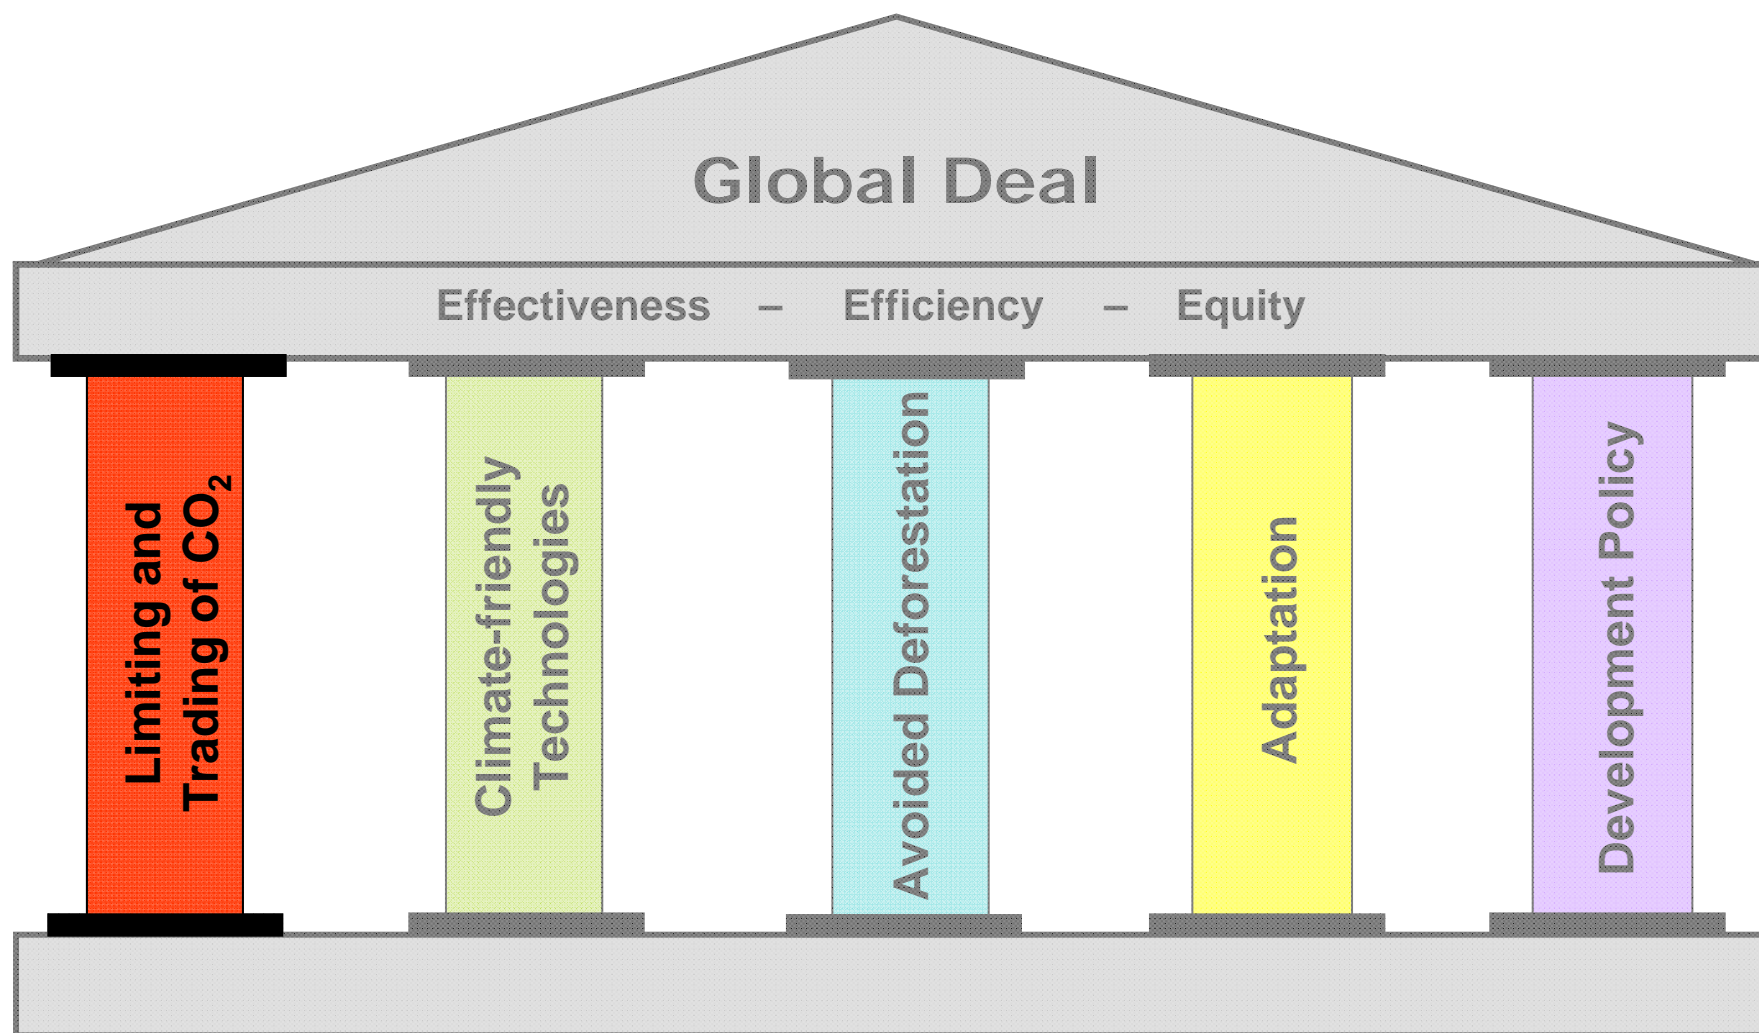 Global Deal
Effectiveness – Efficiency – Equity
Limiting and
Trading of CO₂
Climate-friendly
Technologies
Avoided Deforestation
Adaptation
Development Policy